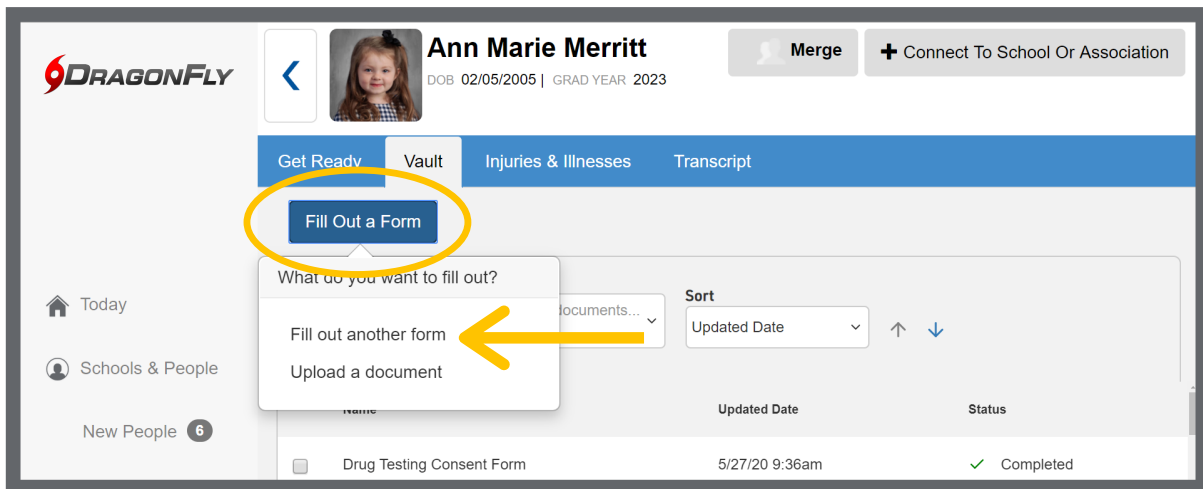 DRAGONFLY
Ann Marie Merritt
DOB 02/05/2005 | GRAD YEAR 2023
Merge
+ Connect To School Or Association
Get Ready Vault Injuries & Illnesses Transcript
Fill Out a Form
What do you want to fill out?
Fill out another form
Upload a document
documents...
Sort
Updated Date
Today
Schools & People
New People 6
Name Updated Date Status
Drug Testing Consent Form 5/27/20 9:36am Completed